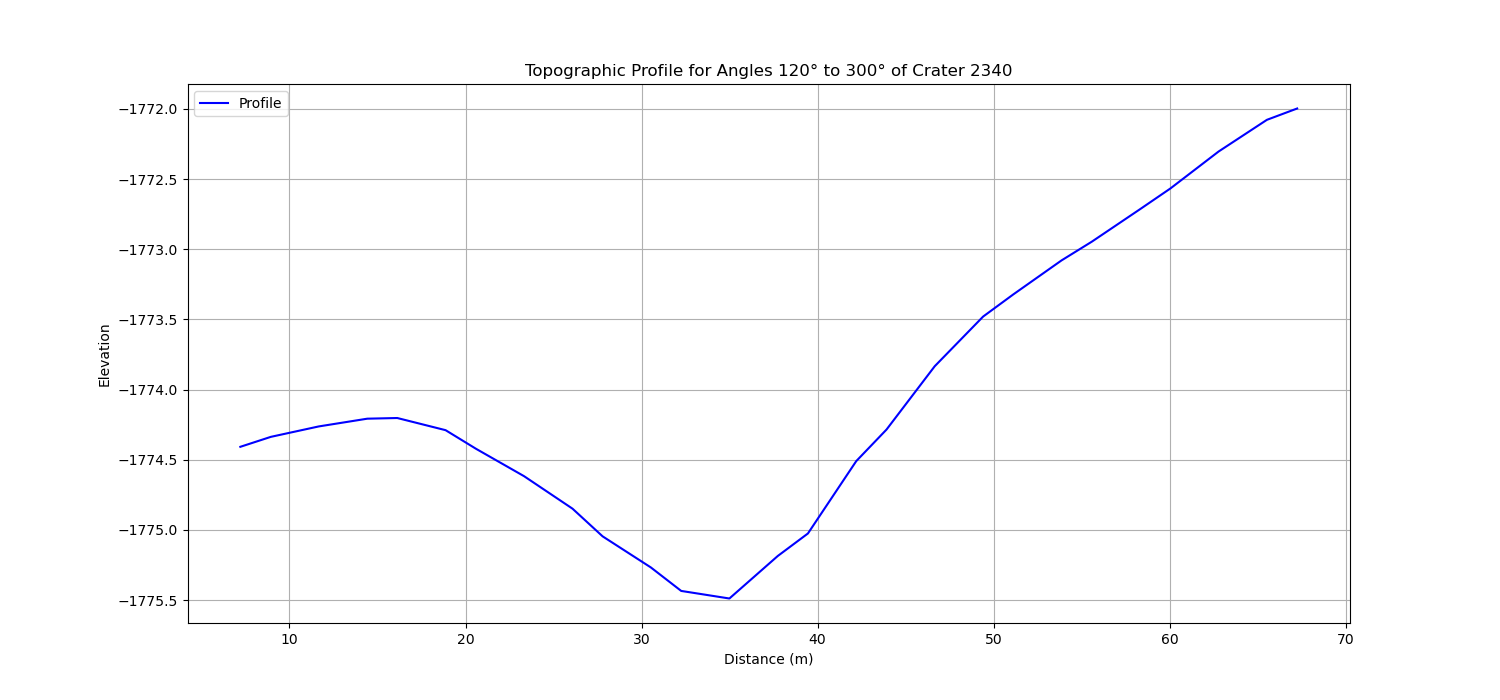 Topographic Profile for Angles 120° to 300° of Crater 2340
Profile
−1772.0
−1772.5
−1773.0
−1773.5
−1774.0
−1774.5
−1775.0
−1775.5
Elevation
10 20 30 40 50 60 70
Distance (m)